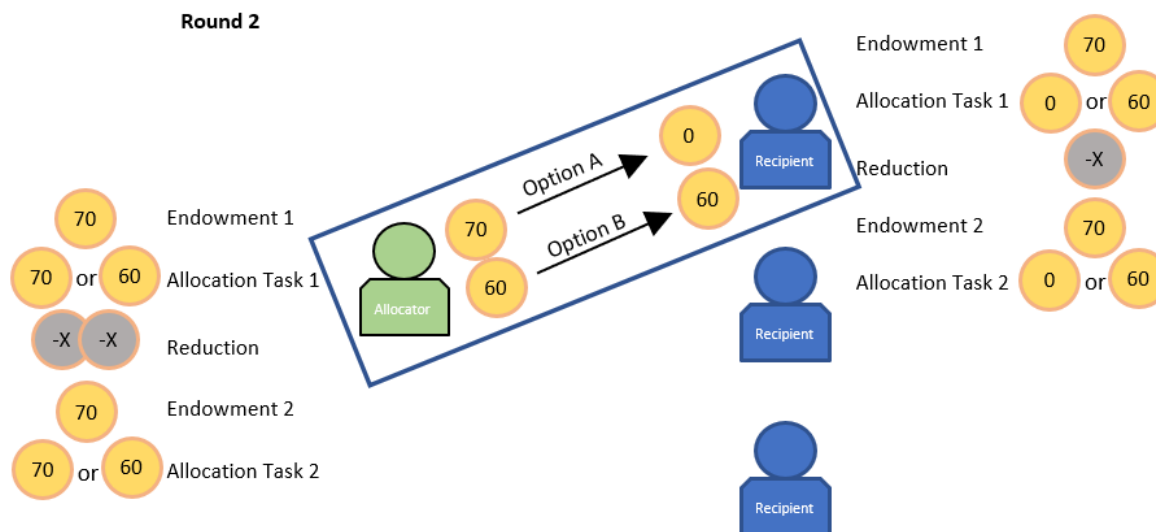 Round 2
70
Endowment 1
70 or 60
Allocation Task 1
-X -X
Reduction
70
Endowment 2
70 or 60
Allocation Task 2
Allocator
70
60
Option A
Option B
0
60
Recipient
Recipient
Recipient
Endowment 1
70
Allocation Task 1
0 or 60
Reduction
-X
Endowment 2
70
Allocation Task 2
0 or 60